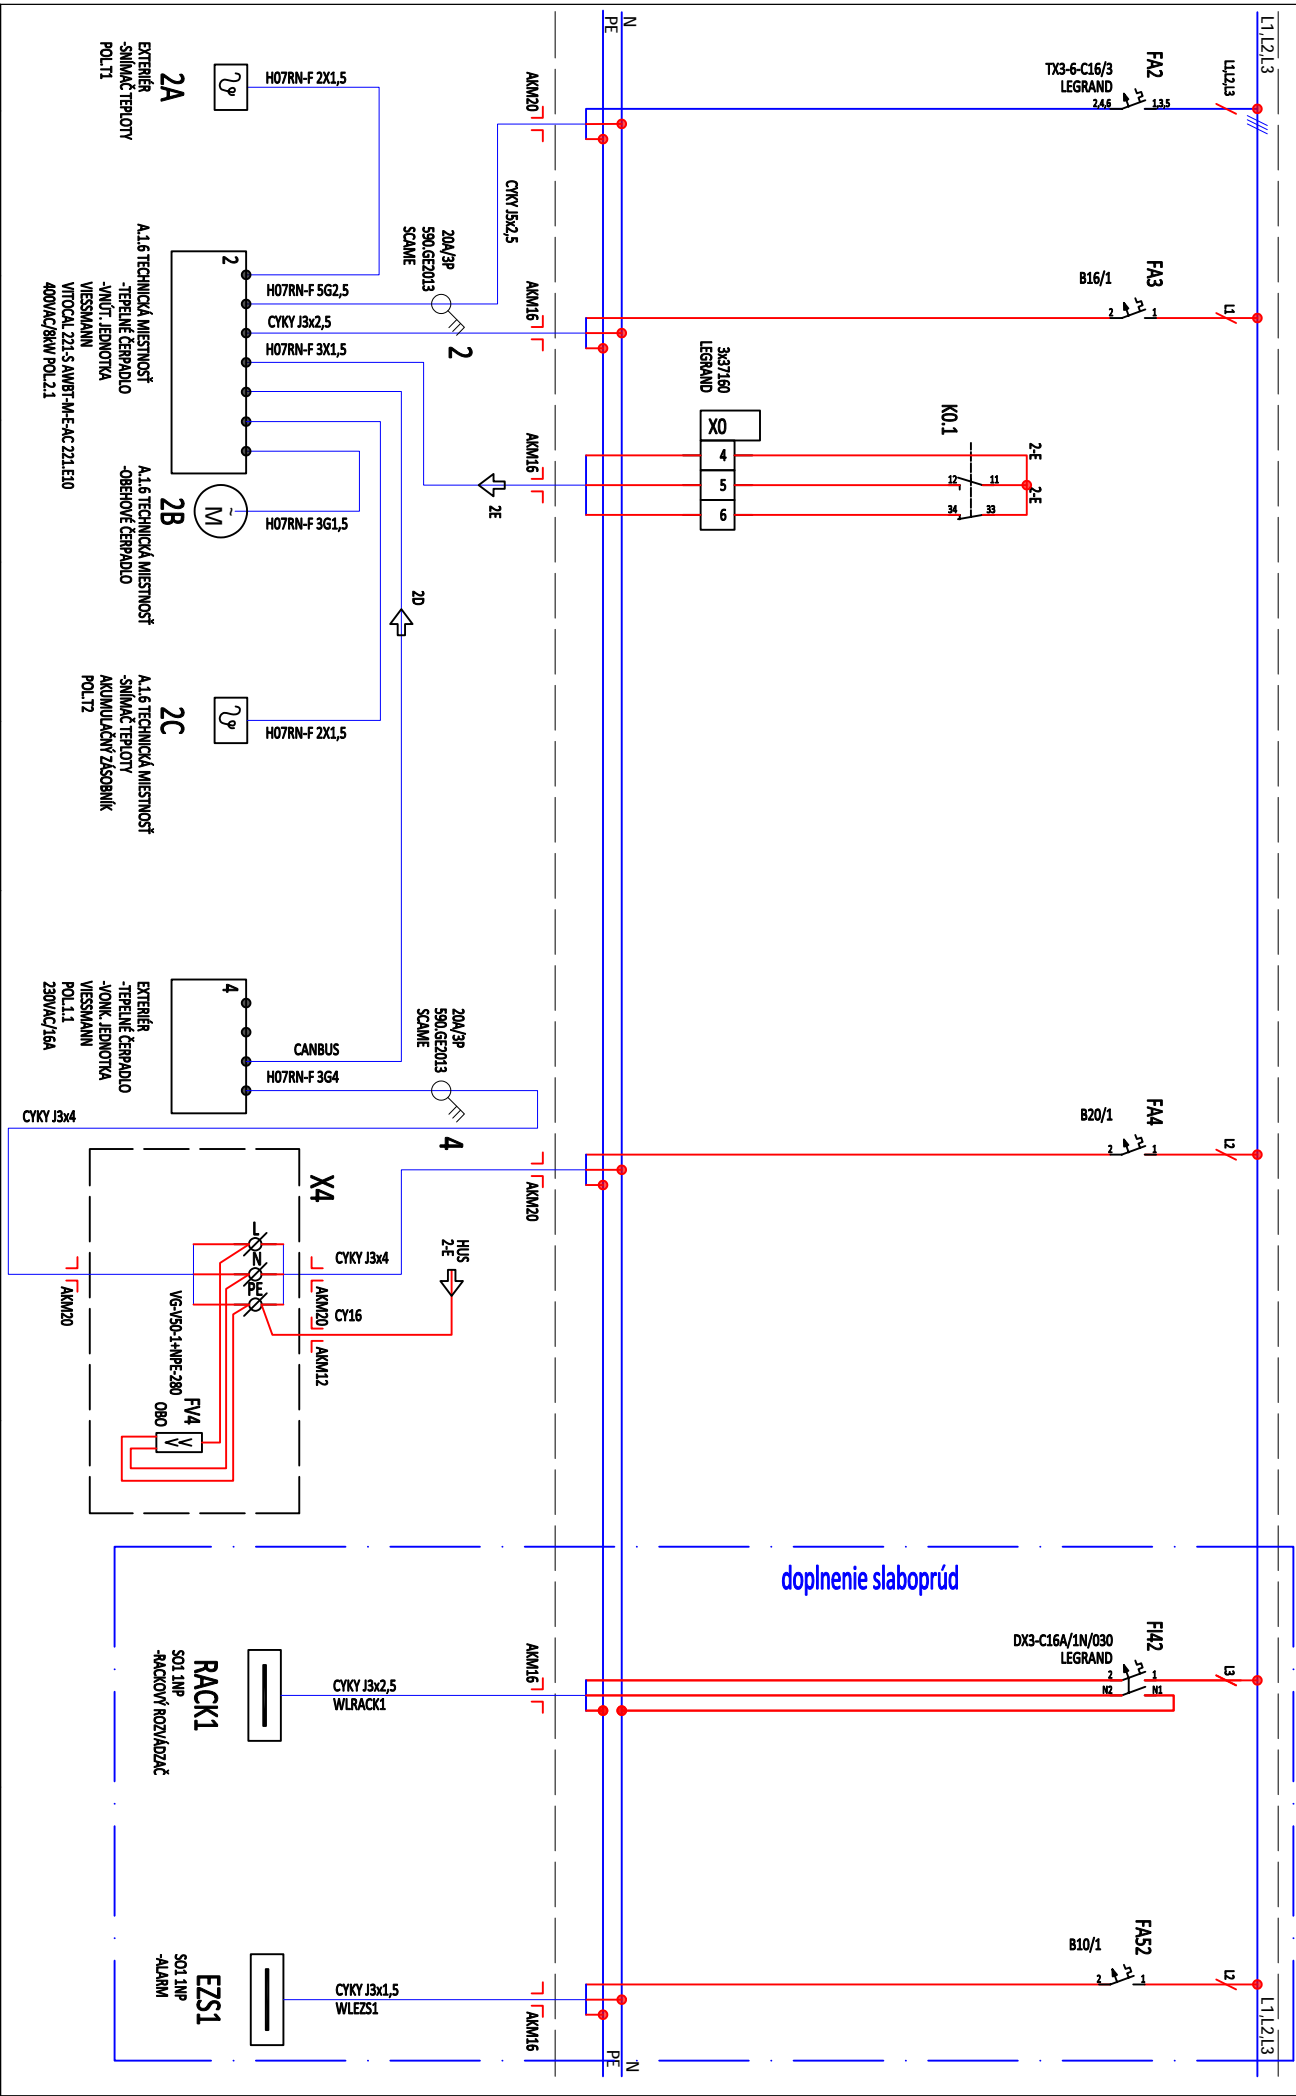 L1,L2,L3
L1,L2,L3
FA2
TX3-6-C16/3
LEGRAND
2,4,6
1,3,5
N
PE
AKM20
CYKY J5x2,5
20A/3P
590.GE2013
SCAME
2
H07RN-F 2X1,5
2A
EXTERIÉR
-SNÍMAČ TEPLOTY
POL.T1
L1
FA3
B16/1
2
1
AKM16
H07RN-F 5G2,5
CYKY J3x2,5
H07RN-F 3X1,5
2
A.1.6 TECHNICKÁ MIESTNOSŤ
-TEPELNÉ ČERPADLO
-VNÚT. JEDNOTKA
VIESSMANN
VITOCAL 221-S AWBT-M-E-AC 221.E10
400VAC/8kW POL.2.1
K0.1
2-E
2-E
12
11
34
33
3x37160
LEGRAND
X0
4
5
6
AKM16
2E
H07RN-F 3G1,5
M
~
2B
A.1.6 TECHNICKÁ MIESTNOSŤ
-OBEHOVÉ ČERPADLO
2D
H07RN-F 2X1,5
2C
A.1.6 TECHNICKÁ MIESTNOSŤ
-SNÍMAČ TEPLOTY
AKUMULAČNÝ ZÁSOBNÍK
POL.T2
L2
FA4
B20/1
2
1
AKM20
20A/3P
590.GE2013
SCAME
4
CANBUS
H07RN-F 3G4
4
EXTERIÉR
-TEPELNÉ ČERPADLO
-VONK. JEDNOTKA
VIESSMANN
POL.1.1
230VAC/16A
CYKY J3x4
HUS
2-E
X4
CYKY J3x4
AKM20
CY16
AKM12
L
N
PE
AKM20
VG-V50-1+NPE-280
FV4
OBO
doplnenie slaboprúd
L3
FI42
DX3-C16A/1N/030
LEGRAND
2
1
N2
N1
AKM16
CYKY J3x2,5
WLRACK1
RACK1
SO1 1NP
-RACKOVÝ ROZVÁDZAČ
L2
FA52
B10/1
2
1
L1,L2,L3
N
PE
AKM16
CYKY J3x1,5
WLEZS1
EZS1
SO1 1NP
-ALARM